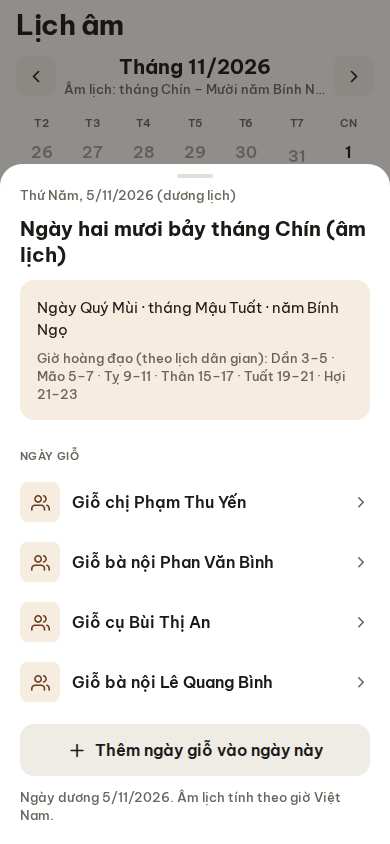 Lịch âm
Tháng 11/2026
Âm lịch: tháng Chín – Mười năm Bính N...
T2 T3 T4 T5 T6 T7 CN
26 27 28 29 30 31 1
Thứ Năm, 5/11/2026 (dương lịch)
Ngày hai mươi bảy tháng Chín (âm
lịch)
Ngày Quý Mùi · tháng Mậu Tuất · năm Bính
Ngọ
Giờ hoàng đạo (theo lịch dân gian): Dần 3–5 ·
Mão 5–7 · Tỵ 9–11 · Thân 15–17 · Tuất 19–21 · Hợi
21–23
NGÀY GIỖ
Giỗ chị Phạm Thu Yến
Giỗ bà nội Phan Văn Bình
Giỗ cụ Bùi Thị An
Giỗ bà nội Lê Quang Bình
Thêm ngày giỗ vào ngày này
Ngày dương 5/11/2026. Âm lịch tính theo giờ Việt
Nam.